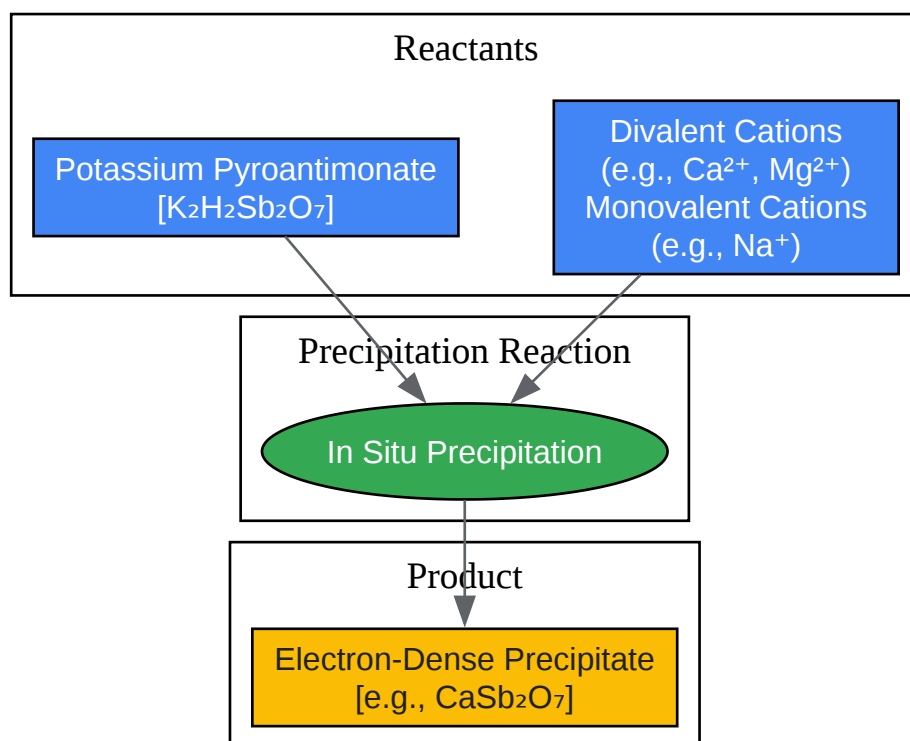 Reactants
Potassium Pyroantimonate
[K₂H₂Sb₂O₇]
Divalent Cations
(e.g., Ca²⁺, Mg²⁺)
Monovalent Cations
(e.g., Na⁺)
Precipitation Reaction
In Situ Precipitation
Product
Electron-Dense Precipitate
[e.g., CaSb₂O₇]